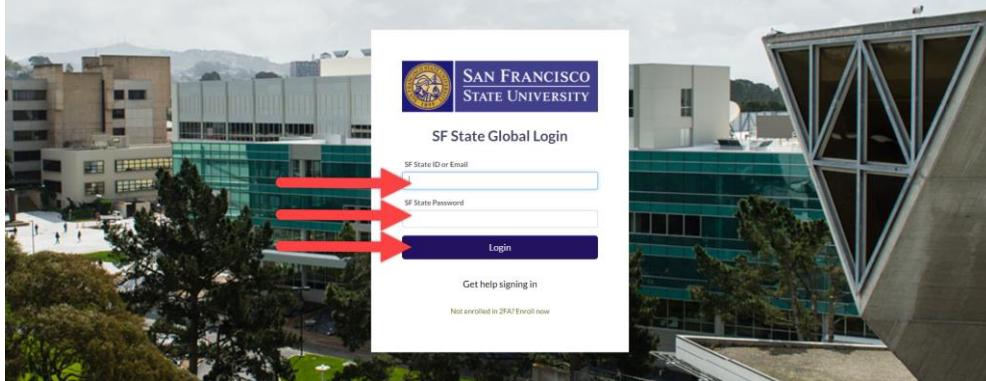 SAN FRANCISCO
STATE UNIVERSITY
SF State Global Login
SF State ID or Email
SF State Password
Login
Get help signing in
Not enrolled in 2FA? Enroll now